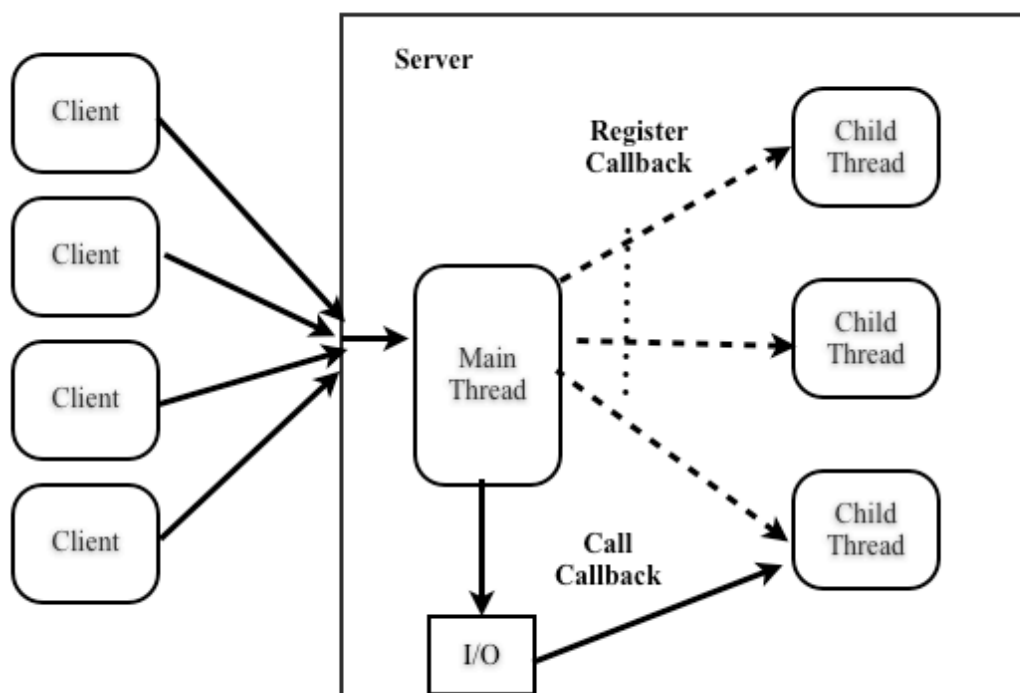 Server
Client
Client
Client
Client
Register
Callback
Main
Thread
Child
Thread
Child
Thread
Child
Thread
Call
Callback
I/O